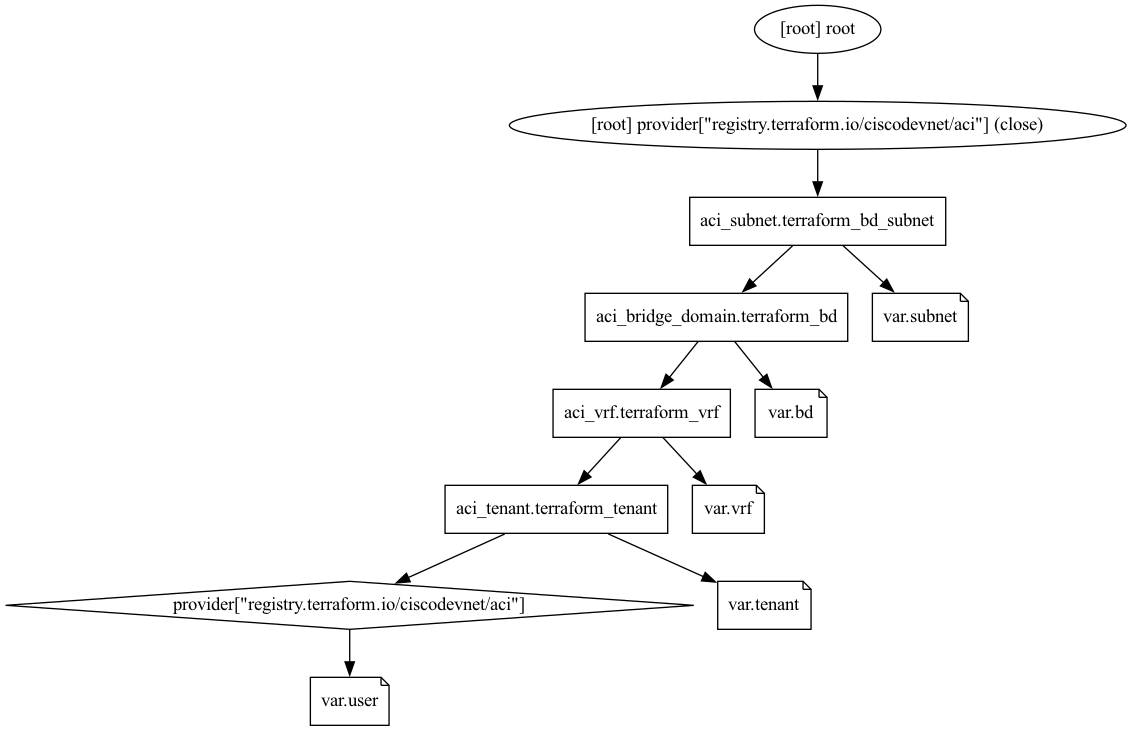 [root] root
[root] provider["registry.terraform.io/ciscodevnet/aci"] (close)
aci_subnet.terraform_bd_subnet
aci_bridge_domain.terraform_bd
var.subnet
aci_vrf.terraform_vrf
var.bd
aci_tenant.terraform_tenant
var.vrf
provider["registry.terraform.io/ciscodevnet/aci"]
var.tenant
var.user